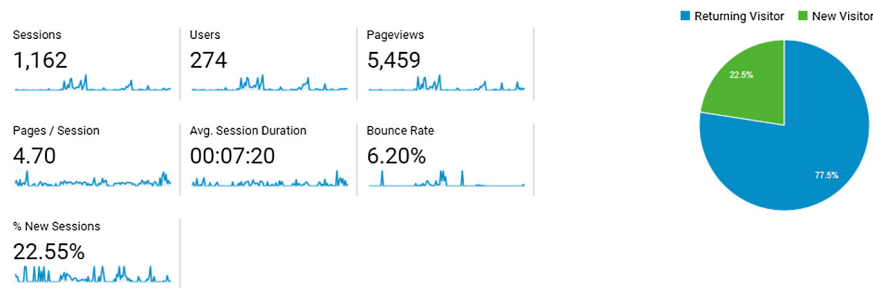 Sessions
1,162
Users
274
Pageviews
5,459
Pages / Session
4.70
Avg. Session Duration
00:07:20
Bounce Rate
6.20%
% New Sessions
22.55%
Returning Visitor
New Visitor
22.5%
77.5%